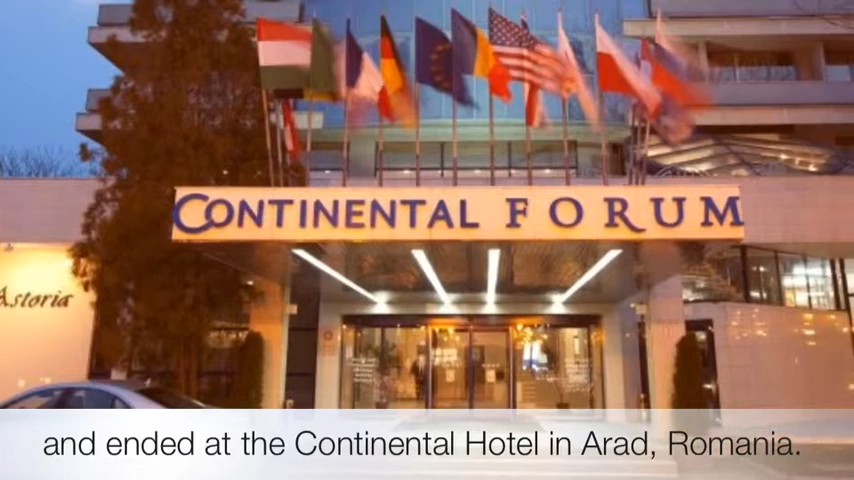 CONTINENTAL FORUM
Astoria
and ended at the Continental Hotel in Arad, Romania.